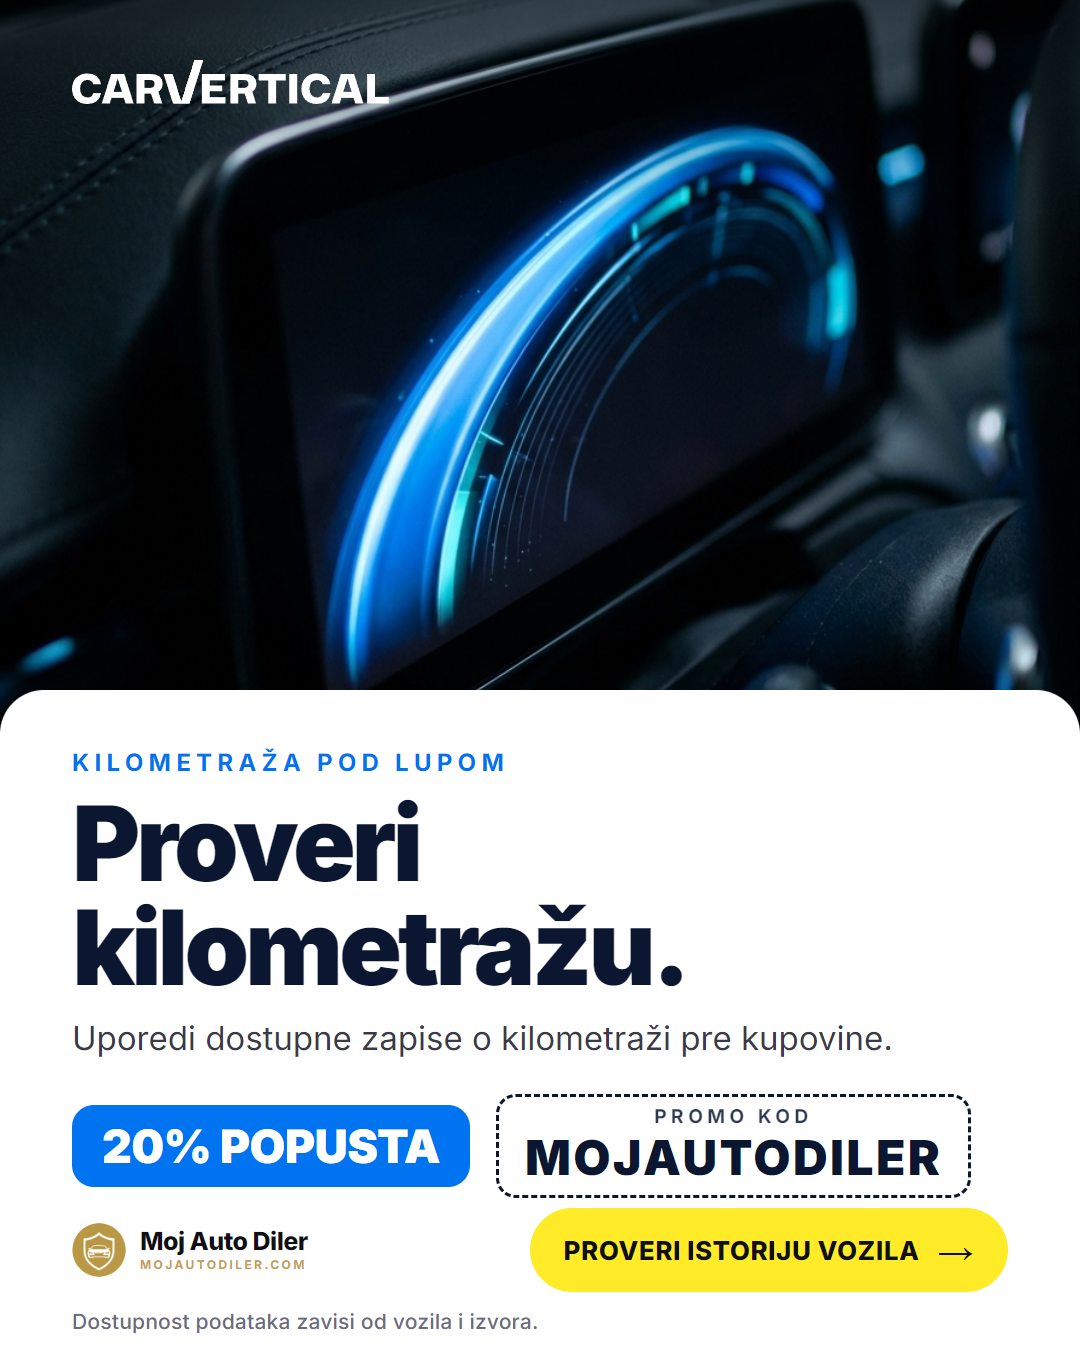 CARVERTICAL
KILOMETRAŽA POD LUPOM
Proveri
kilometražu.
Uporedi dostupne zapise o kilometraži pre kupovine.
20% POPUSTA
PROMO KOD
MOJAUTODILER
Moj Auto Diler
MOJAUTODILER.COM
PROVERI ISTORIJU VOZILA →
Dostupnost podataka zavisi od vozila i izvora.